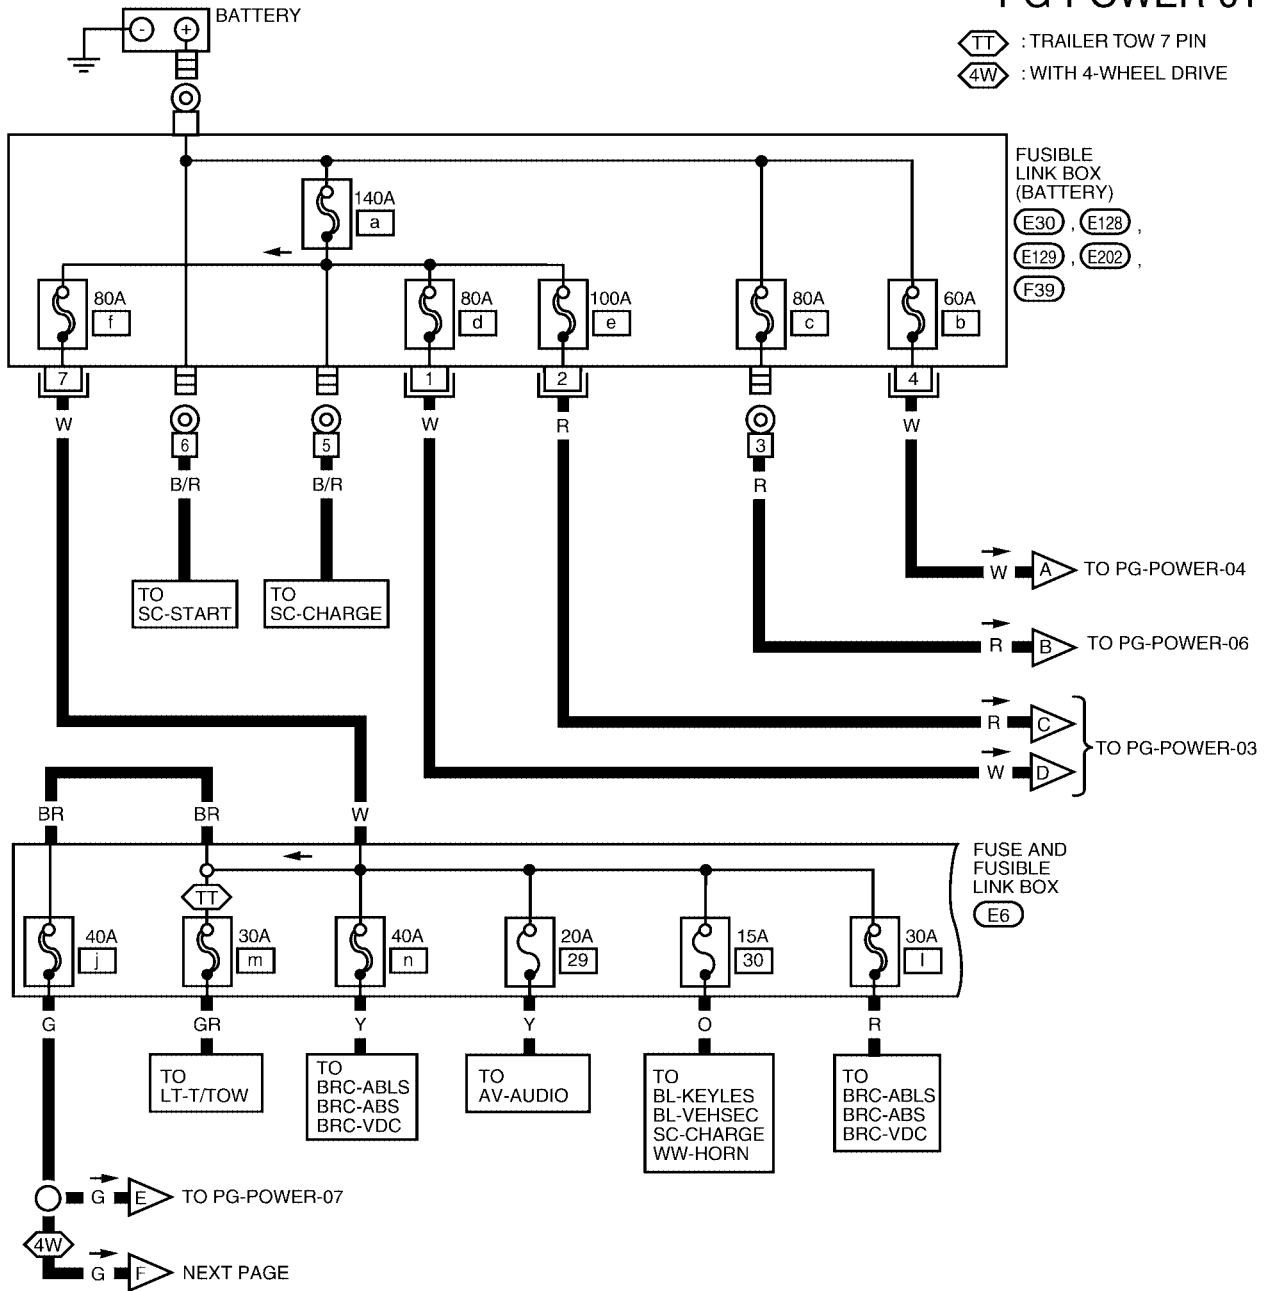 PG-POWER-01
BATTERY
- +
TT : TRAILER TOW 7 PIN
4W : WITH 4-WHEEL DRIVE
FUSIBLE
LINK BOX
(BATTERY)
E30 , E128 ,
E129 , E202 ,
F39
140A
a
80A
f
80A
d
100A
e
80A
c
60A
b
7
1
2
4
W
6
5
W
R
3
W
B/R
B/R
R
TO
SC-START
TO
SC-CHARGE
W A TO PG-POWER-04
R B TO PG-POWER-06
R C
TO PG-POWER-03
W D
BR
BR
W
FUSE AND
FUSIBLE
LINK BOX
E6
TT
40A
j
30A
m
40A
n
20A
29
15A
30
30A
l
G
GR
Y
Y
O
R
TO
LT-T/TOW
TO
BRC-ABLS
BRC-ABS
BRC-VDC
TO
AV-AUDIO
TO
BL-KEYLES
BL-VEHSEC
SC-CHARGE
WW-HORN
TO
BRC-ABLS
BRC-ABS
BRC-VDC
G E TO PG-POWER-07
4W
G F NEXT PAGE